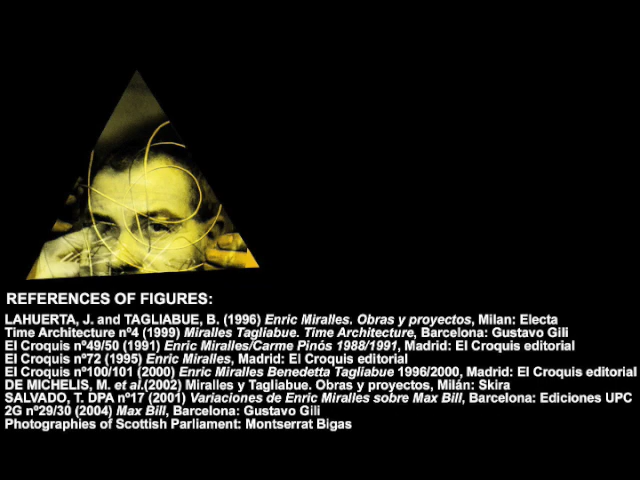 REFERENCES OF FIGURES:
LAHUERTA, J. and TAGLIABUE, B. (1996) Enric Miralles. Obras y proyectos, Milan: Electa
Time Architecture nº4 (1999) Miralles Tagliabue. Time Architecture, Barcelona: Gustavo Gili
El Croquis nº49/50 (1991) Enric Miralles/Carme Pinós 1988/1991, Madrid: El Croquis editorial
El Croquis nº72 (1995) Enric Miralles, Madrid: El Croquis editorial
El Croquis nº100/101 (2000) Enric Miralles Benedetta Tagliabue 1996/2000, Madrid: El Croquis editorial
DE MICHELIS, M. et al.(2002) Miralles y Tagliabue. Obras y proyectos, Milán: Skira
SALVADO, T. DPA nº17 (2001) Variaciones de Enric Miralles sobre Max Bill, Barcelona: Ediciones UPC
2G nº29/30 (2004) Max Bill, Barcelona: Gustavo Gili
Photographies of Scottish Parliament: Montserrat Bigas